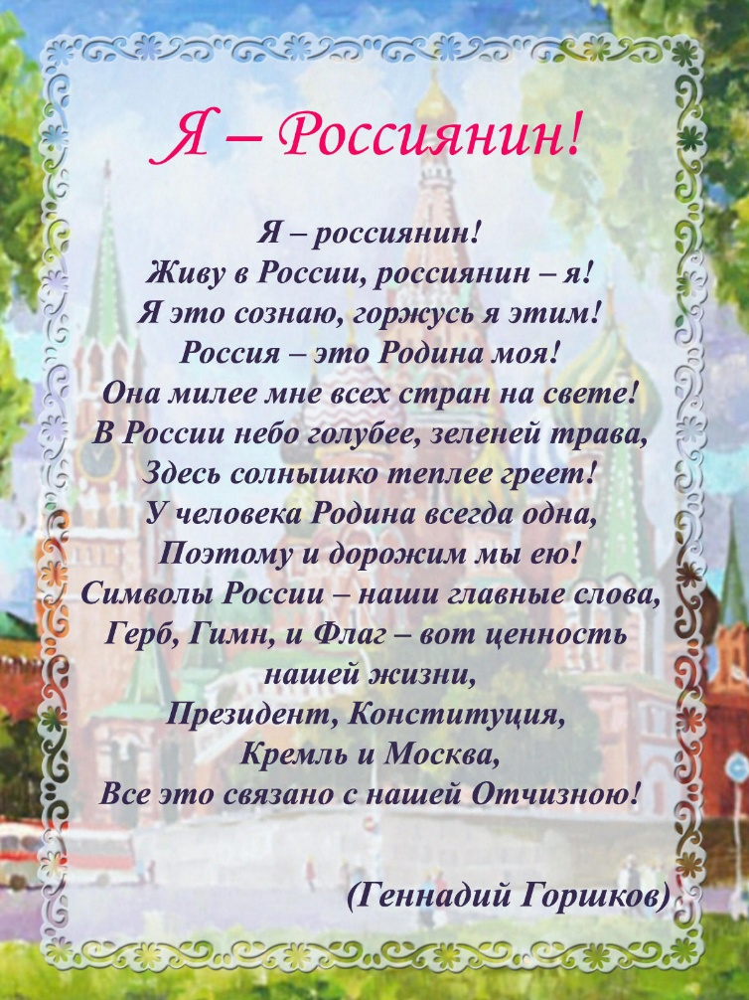 Я – Россиянин!
Я – россиянин!
Живу в России, россиянин – я!
Я это сознаю, горжусь я этим!
Россия – это Родина моя!
Она милее мне всех стран на свете!
В России небо голубее, зеленей трава,
Здесь солнышко теплее греет!
У человека Родина всегда одна,
Поэтому и дорожим мы ею!
Символы России – наши главные слова,
Герб, Гимн, и Флаг – вот ценность
нашей жизни,
Президент, Конституция,
Кремль и Москва,
Все это связано с нашей Отчизною!
(Геннадий Горшков)